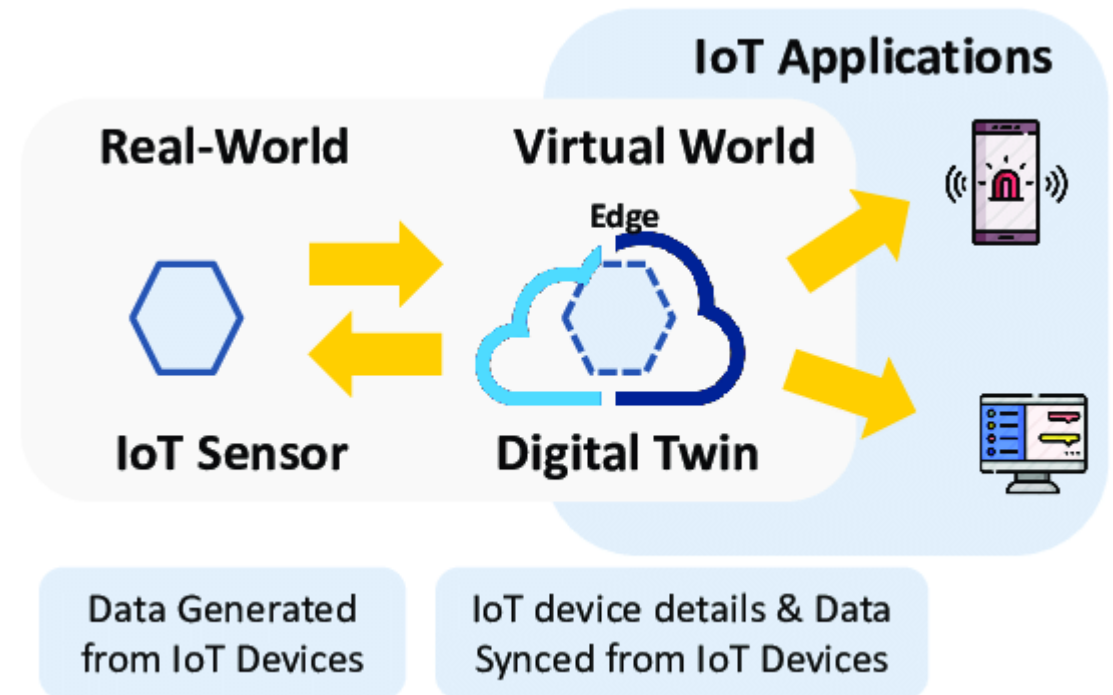 IoT Applications
Real-World
Virtual World
Edge
IoT Sensor
Digital Twin
Data Generated
from IoT Devices
IoT device details & Data
Synced from IoT Devices